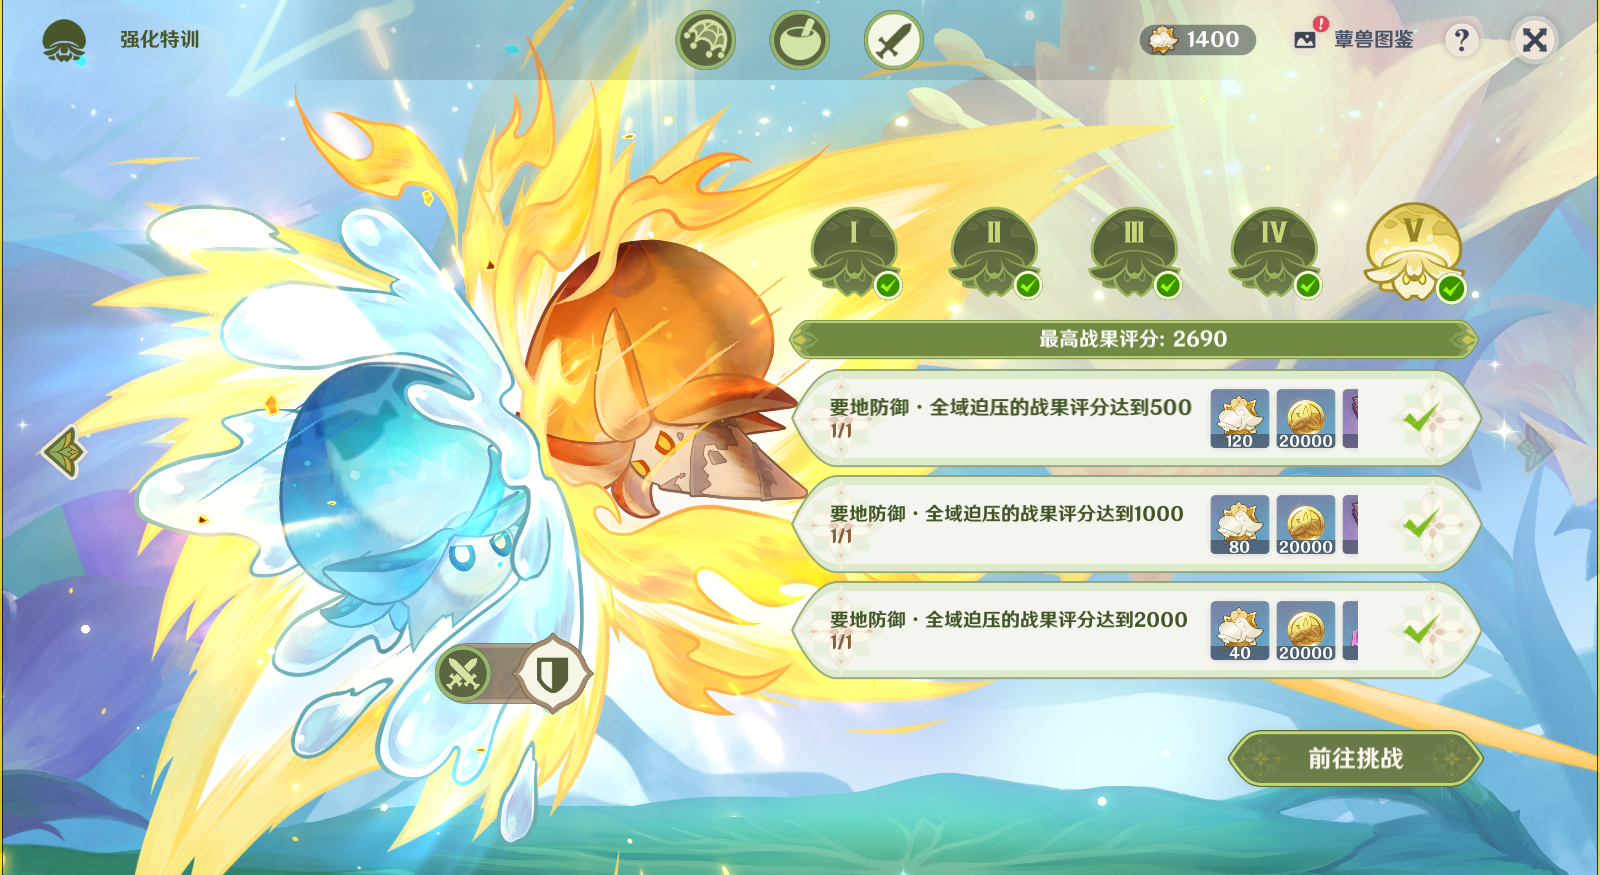 强化特训
1400
蕈兽图鉴
?
I
II
III
IV
V
最高战果评分: 2690
要地防御·全域迫压的战果评分达到500
1/1
120
20000
要地防御·全域迫压的战果评分达到1000
1/1
80
20000
要地防御·全域迫压的战果评分达到2000
1/1
40
20000
前往挑战